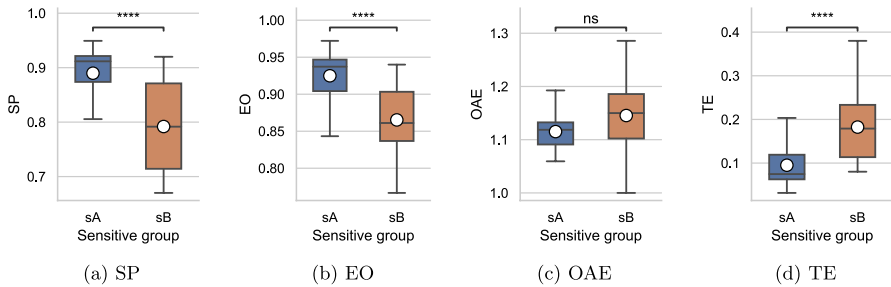 ****
SP
0.9
0.8
0.7
sA
sB
Sensitive group
(a) SP
****
EO
1.00
0.95
0.90
0.85
0.80
sA
sB
Sensitive group
(b) EO
ns
OAE
1.3
1.2
1.1
1.0
sA
sB
Sensitive group
(c) OAE
****
TE
0.4
0.3
0.2
0.1
sA
sB
Sensitive group
(d) TE